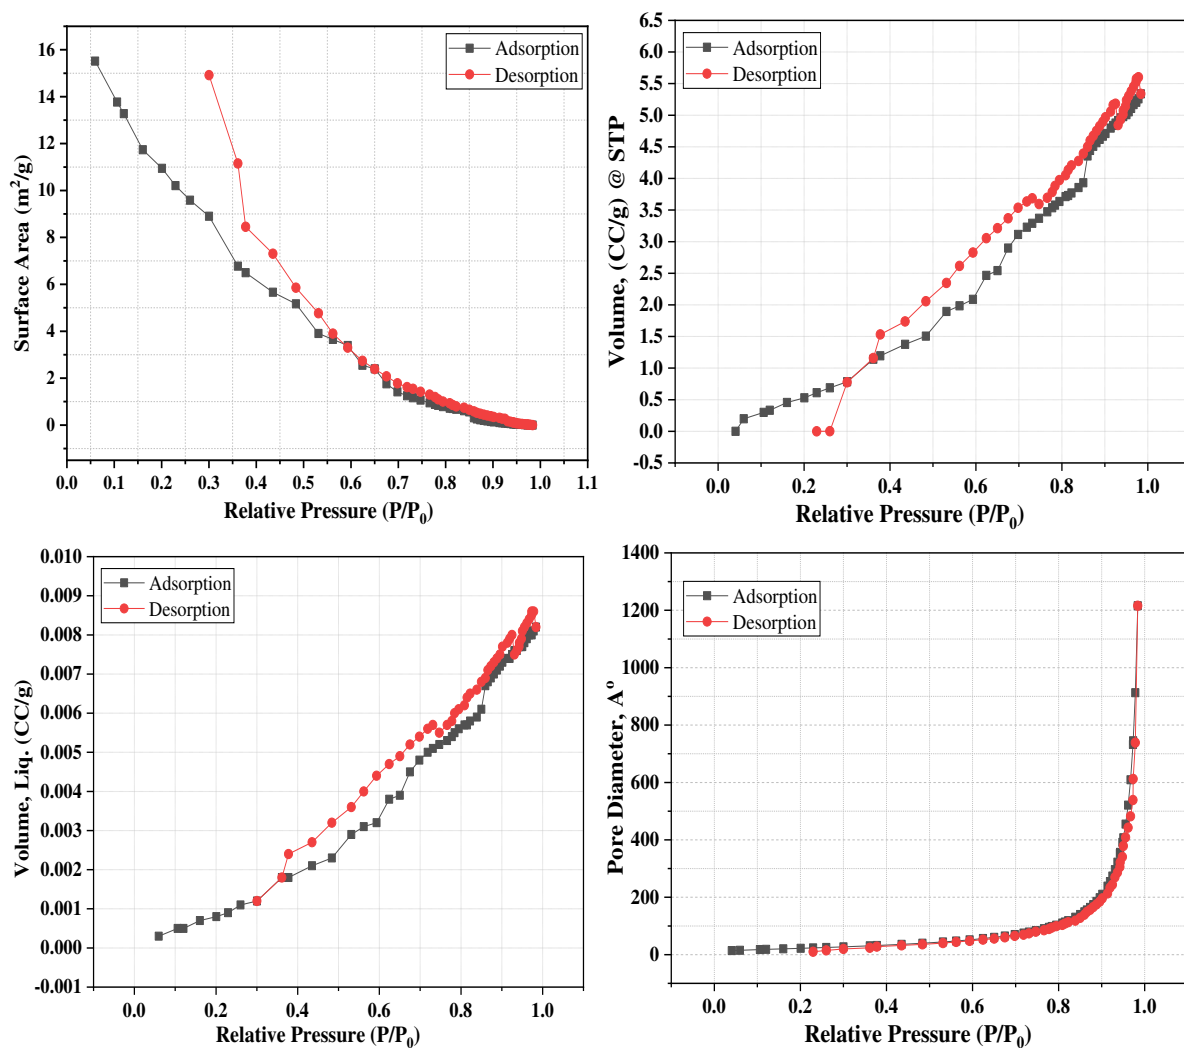 Adsorption
Desorption
16
14
12
10
8
6
4
2
0
Surface Area (m²/g)
0.0 0.1 0.2 0.3 0.4 0.5 0.6 0.7 0.8 0.9 1.0 1.1
Relative Pressure (P/P₀)
Adsorption
Desorption
6.5
6.0
5.5
5.0
4.5
4.0
3.5
3.0
2.5
2.0
1.5
1.0
0.5
0.0
-0.5
Volume, (CC/g) @ STP
0.0 0.2 0.4 0.6 0.8 1.0
Relative Pressure (P/P₀)
Adsorption
Desorption
0.010
0.009
0.008
0.007
0.006
0.005
0.004
0.003
0.002
0.001
0.000
-0.001
Volume, Liq. (CC/g)
0.0 0.2 0.4 0.6 0.8 1.0
Relative Pressure (P/P₀)
Adsorption
Desorption
1400
1200
1000
800
600
400
200
0
Pore Diameter, A°
0.0 0.2 0.4 0.6 0.8 1.0
Relative Pressure (P/P₀)